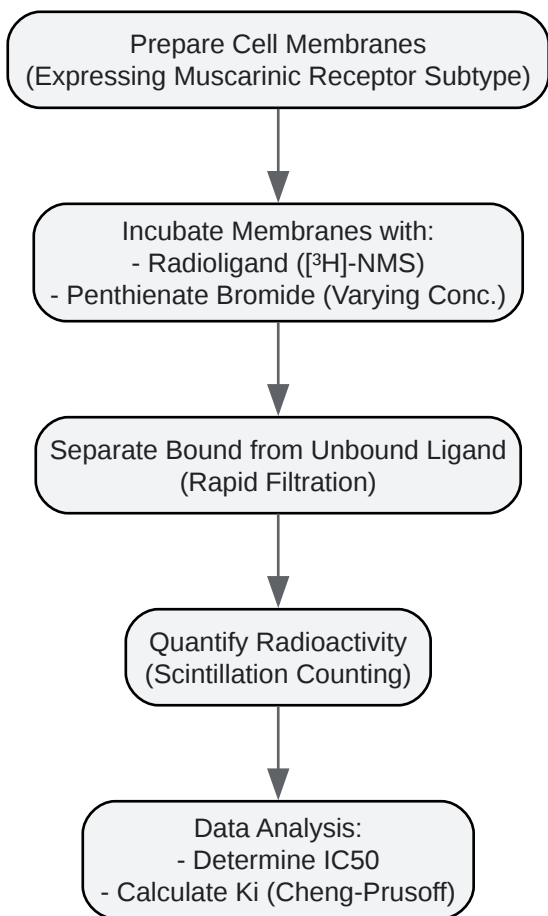 Prepare Cell Membranes
(Expressing Muscarinic Receptor Subtype)
Incubate Membranes with:
- Radioligand ([³H]-NMS)
- Penthienate Bromide (Varying Conc.)
Separate Bound from Unbound Ligand
(Rapid Filtration)
Quantify Radioactivity
(Scintillation Counting)
Data Analysis:
- Determine IC50
- Calculate Ki (Cheng-Prusoff)